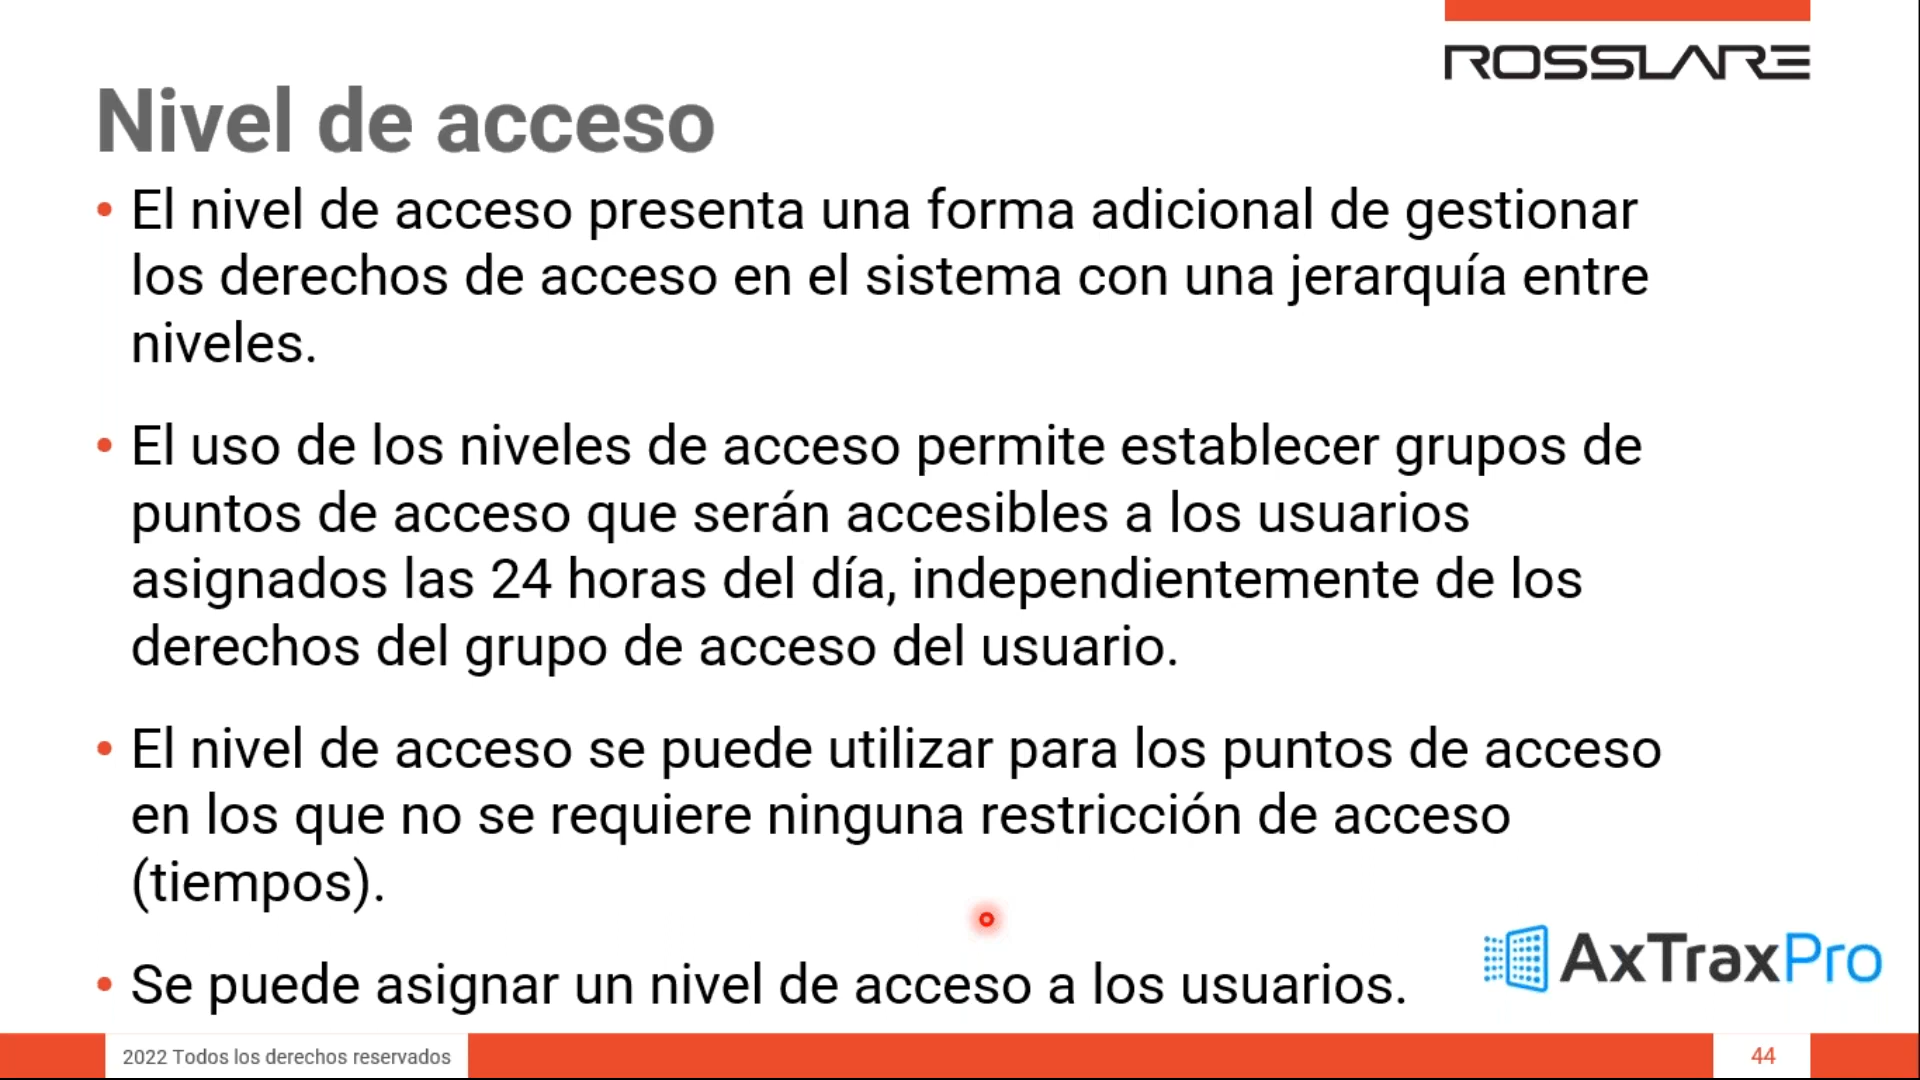 ROSSLARE
Nivel de acceso
• El nivel de acceso presenta una forma adicional de gestionar
los derechos de acceso en el sistema con una jerarquía entre
niveles.
• El uso de los niveles de acceso permite establecer grupos de
puntos de acceso que serán accesibles a los usuarios
asignados las 24 horas del día, independientemente de los
derechos del grupo de acceso del usuario.
• El nivel de acceso se puede utilizar para los puntos de acceso
en los que no se requiere ninguna restricción de acceso
(tiempos).
• Se puede asignar un nivel de acceso a los usuarios.
AxTraxPro
2022 Todos los derechos reservados
44